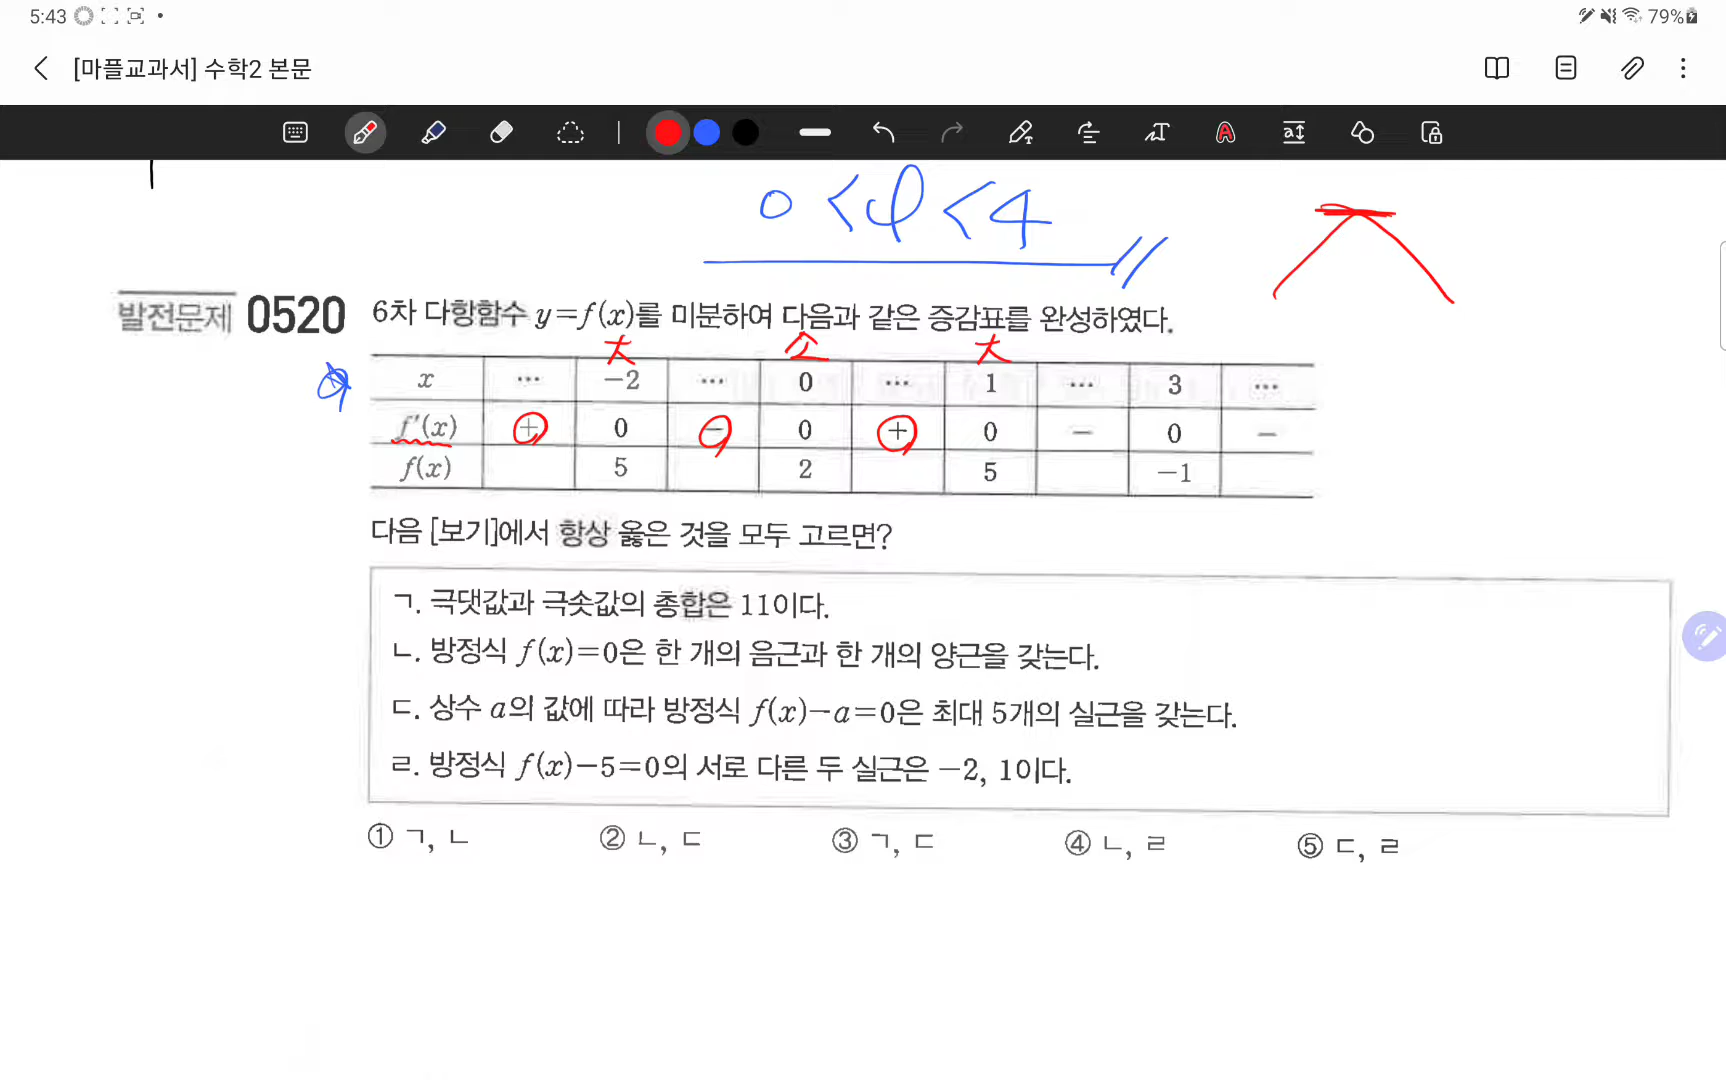 5:43
79%
[마플교과서] 수학2 본문
0 < a < 4
발전문제 0520 6차 다항함수 y=f(x)를 미분하여 다음과 같은 증감표를 완성하였다.
大 소 大
x ⋯ −2 ⋯ 0 ⋯ 1 ⋯ 3 ⋯
f′(x) + 0 − 0 + 0 − 0 −
f(x) 5 2 5 −1
다음 [보기]에서 항상 옳은 것을 모두 고르면?
ㄱ. 극댓값과 극솟값의 총합은 11이다.
ㄴ. 방정식 f(x)=0은 한 개의 음근과 한 개의 양근을 갖는다.
ㄷ. 상수 a의 값에 따라 방정식 f(x)−a=0은 최대 5개의 실근을 갖는다.
ㄹ. 방정식 f(x)−5=0의 서로 다른 두 실근은 −2, 1이다.
① ㄱ, ㄴ ② ㄴ, ㄷ ③ ㄱ, ㄷ ④ ㄴ, ㄹ ⑤ ㄷ, ㄹ